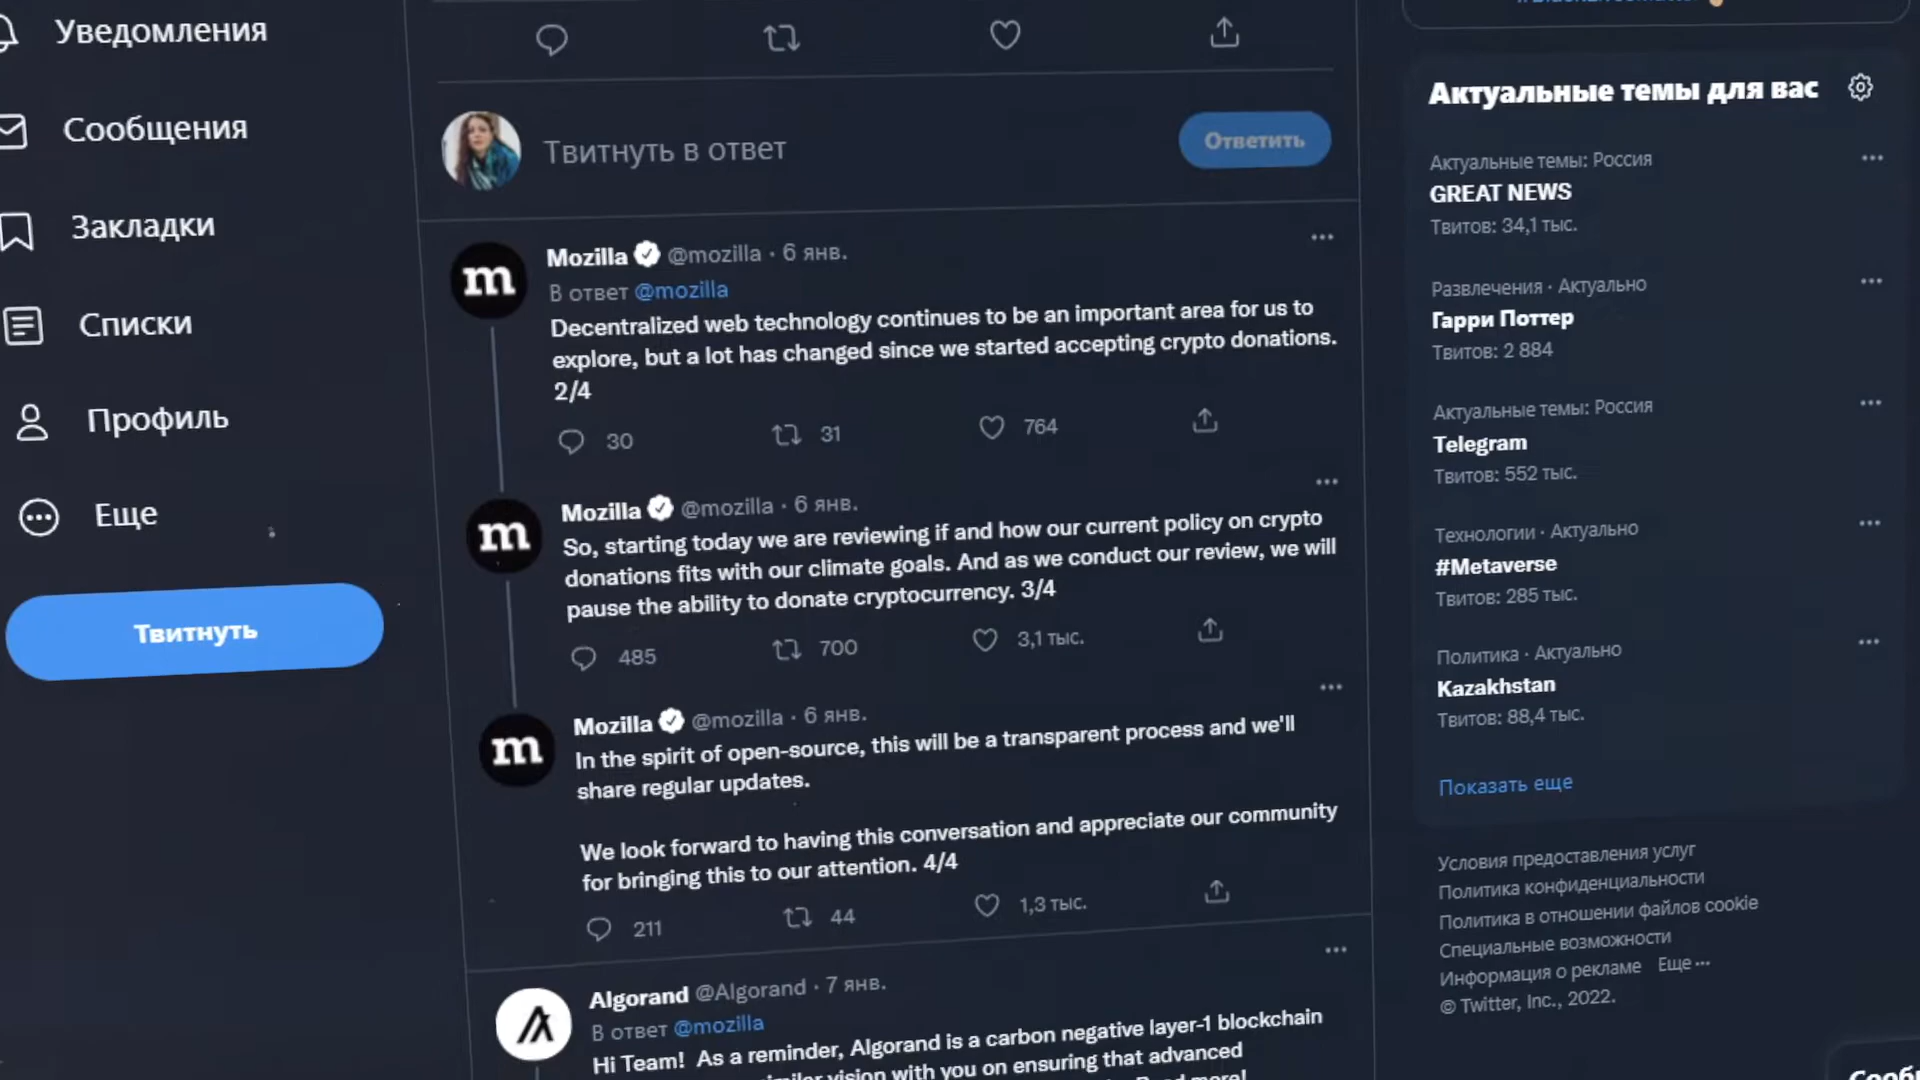 Уведомления
Сообщения
Закладки
Списки
Профиль
Еще
Твитнуть
Твитнуть в ответ
Ответить
m
Mozilla @mozilla · 6 янв.
В ответ @mozilla
Decentralized web technology continues to be an important area for us to
explore, but a lot has changed since we started accepting crypto donations.
2/4
30 31 764
m
Mozilla @mozilla · 6 янв.
So, starting today we are reviewing if and how our current policy on crypto
donations fits with our climate goals. And as we conduct our review, we will
pause the ability to donate cryptocurrency. 3/4
485 700 3,1 тыс.
m
Mozilla @mozilla · 6 янв.
In the spirit of open-source, this will be a transparent process and we'll
share regular updates.
We look forward to having this conversation and appreciate our community
for bringing this to our attention. 4/4
211 44 1,3 тыс.
Algorand @Algorand · 7 янв.
В ответ @mozilla
Hi Team! As a reminder, Algorand is a carbon negative layer-1 blockchain
vision with you on ensuring that advanced
Read more!
Актуальные темы для вас
Актуальные темы: Россия
GREAT NEWS
Твитов: 34,1 тыс.
Развлечения · Актуально
Гарри Поттер
Твитов: 2 884
Актуальные темы: Россия
Telegram
Твитов: 552 тыс.
Технологии · Актуально
#Metaverse
Твитов: 285 тыс.
Политика · Актуально
Kazakhstan
Твитов: 88,4 тыс.
Показать еще
Условия предоставления услуг
Политика конфиденциальности
Политика в отношении файлов cookie
Специальные возможности
Информация о рекламе Еще ···
© Twitter, Inc., 2022.